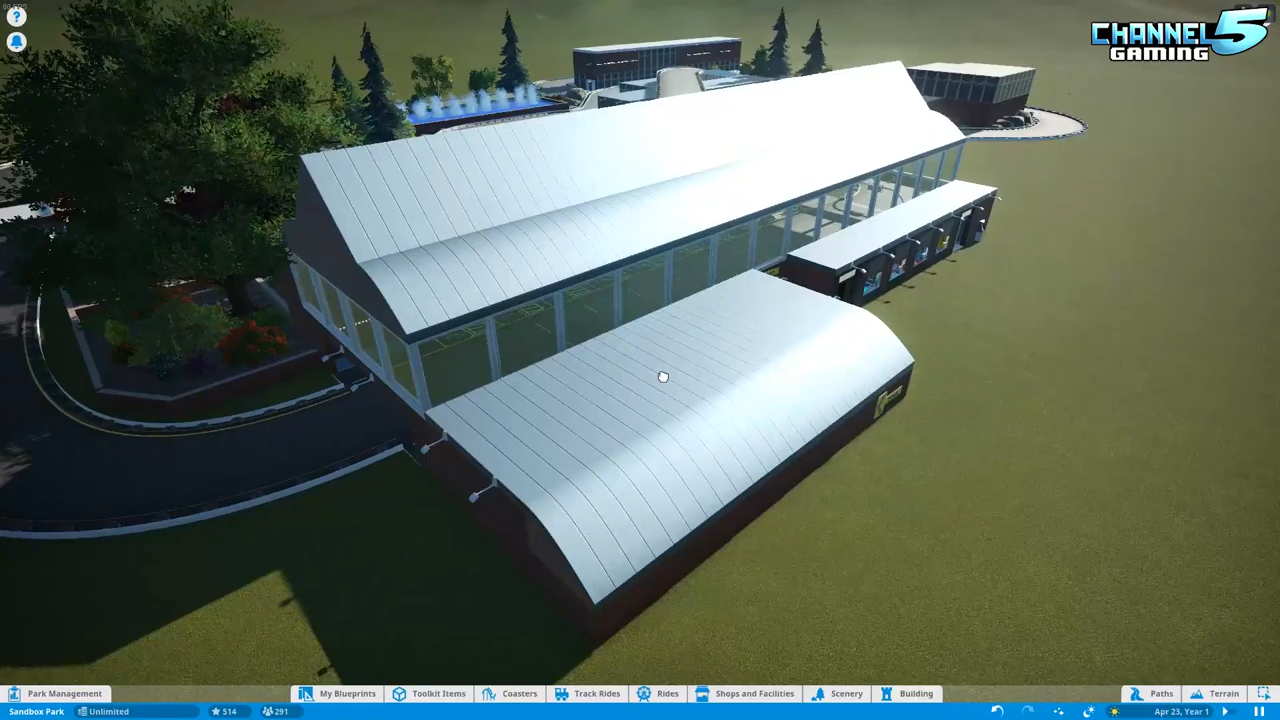 CHANNEL 5
GAMING
?
Park Management
My Blueprints
Toolkit Items
Coasters
Track Rides
Rides
Shops and Facilities
Scenery
Building
Paths
Terrain
Sandbox Park
Unlimited
514
291
Apr 23, Year 1